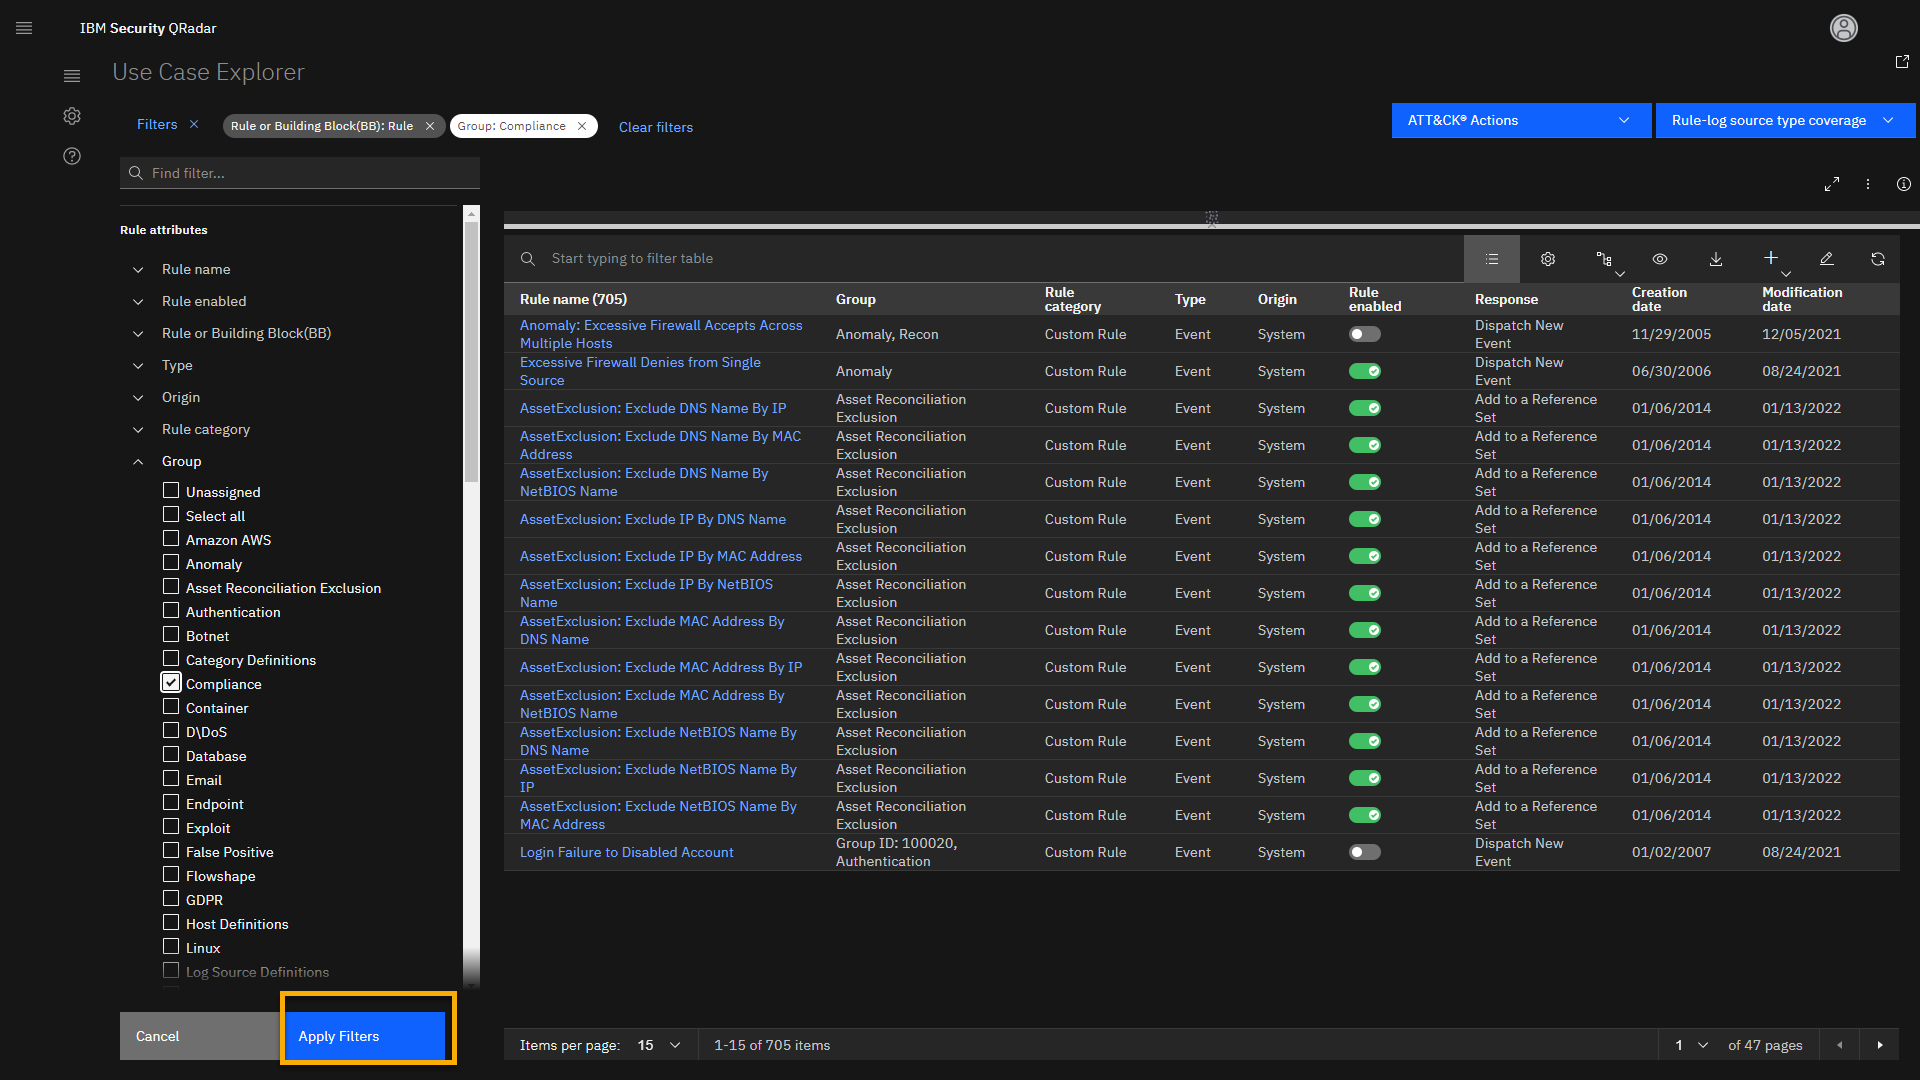 IBM Security QRadar
Use Case Explorer
Filters
Rule or Building Block(BB): Rule
Group: Compliance
Clear filters
ATT&CK® Actions
Rule-log source type coverage
Find filter...
Rule attributes
Rule name
Rule enabled
Rule or Building Block(BB)
Type
Origin
Rule category
Group
Unassigned
Select all
Amazon AWS
Anomaly
Asset Reconciliation Exclusion
Authentication
Botnet
Category Definitions
Compliance
Container
D\DoS
Database
Email
Endpoint
Exploit
False Positive
Flowshape
GDPR
Host Definitions
Linux
Log Source Definitions
Cancel
Apply Filters
Start typing to filter table
Rule name (705) Group Rule category Type Origin Rule enabled Response Creation date Modification date
Anomaly: Excessive Firewall Accepts Across Multiple Hosts Anomaly, Recon Custom Rule Event System Dispatch New Event 11/29/2005 12/05/2021
Excessive Firewall Denies from Single Source Anomaly Custom Rule Event System Dispatch New Event 06/30/2006 08/24/2021
AssetExclusion: Exclude DNS Name By IP Asset Reconciliation Exclusion Custom Rule Event System Add to a Reference Set 01/06/2014 01/13/2022
AssetExclusion: Exclude DNS Name By MAC Address Asset Reconciliation Exclusion Custom Rule Event System Add to a Reference Set 01/06/2014 01/13/2022
AssetExclusion: Exclude DNS Name By NetBIOS Name Asset Reconciliation Exclusion Custom Rule Event System Add to a Reference Set 01/06/2014 01/13/2022
AssetExclusion: Exclude IP By DNS Name Asset Reconciliation Exclusion Custom Rule Event System Add to a Reference Set 01/06/2014 01/13/2022
AssetExclusion: Exclude IP By MAC Address Asset Reconciliation Exclusion Custom Rule Event System Add to a Reference Set 01/06/2014 01/13/2022
AssetExclusion: Exclude IP By NetBIOS Name Asset Reconciliation Exclusion Custom Rule Event System Add to a Reference Set 01/06/2014 01/13/2022
AssetExclusion: Exclude MAC Address By DNS Name Asset Reconciliation Exclusion Custom Rule Event System Add to a Reference Set 01/06/2014 01/13/2022
AssetExclusion: Exclude MAC Address By IP Asset Reconciliation Exclusion Custom Rule Event System Add to a Reference Set 01/06/2014 01/13/2022
AssetExclusion: Exclude MAC Address By NetBIOS Name Asset Reconciliation Exclusion Custom Rule Event System Add to a Reference Set 01/06/2014 01/13/2022
AssetExclusion: Exclude NetBIOS Name By DNS Name Asset Reconciliation Exclusion Custom Rule Event System Add to a Reference Set 01/06/2014 01/13/2022
AssetExclusion: Exclude NetBIOS Name By IP Asset Reconciliation Exclusion Custom Rule Event System Add to a Reference Set 01/06/2014 01/13/2022
AssetExclusion: Exclude NetBIOS Name By MAC Address Asset Reconciliation Exclusion Custom Rule Event System Add to a Reference Set 01/06/2014 01/13/2022
Login Failure to Disabled Account Group ID: 100020, Authentication Custom Rule Event System Dispatch New Event 01/02/2007 08/24/2021
Items per page: 15 1-15 of 705 items 1 of 47 pages